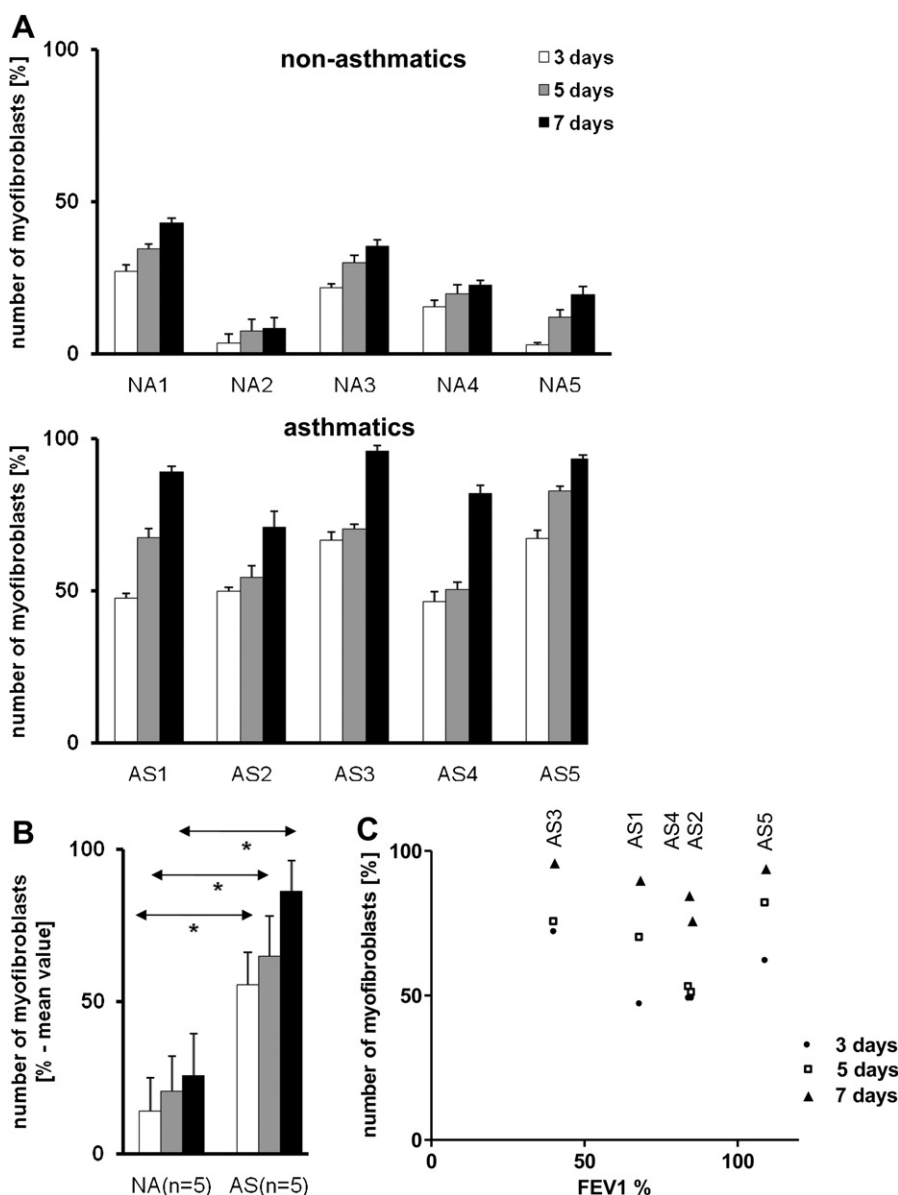 A
non-asthmatics
3 days
5 days
7 days
number of myofibroblasts [%]
100
50
0
NA1 NA2 NA3 NA4 NA5
asthmatics
number of myofibroblasts [%]
100
50
0
AS1 AS2 AS3 AS4 AS5
B
number of myofibroblasts
[% - mean value]
100
50
0
*
*
*
NA(n=5) AS(n=5)
C
AS3 AS1 AS4 AS2 AS5
number of myofibroblasts [%]
100
50
0
0 50 100
FEV1 %
3 days
5 days
7 days